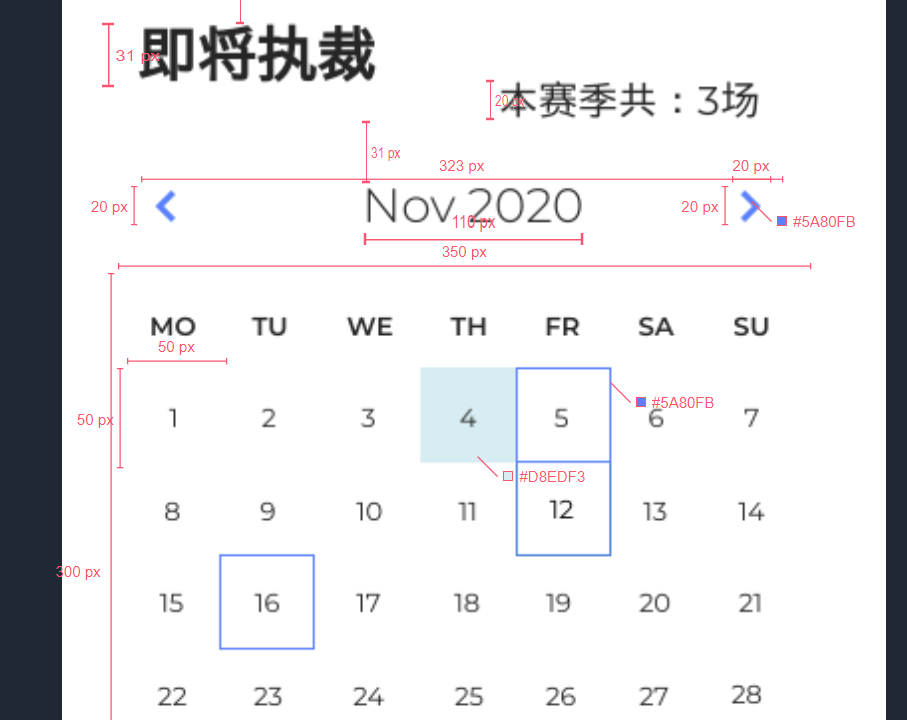 即将执裁
31 px
本赛季共：3场
20 px
31 px
323 px
20 px
20 px
Nov 2020
20 px
#5A80FB
110 px
350 px
MO TU WE TH FR SA SU
50 px
50 px
1 2 3 4 5 6 7
#5A80FB
#D8EDF3
8 9 10 11 12 13 14
300 px
15 16 17 18 19 20 21
22 23 24 25 26 27 28